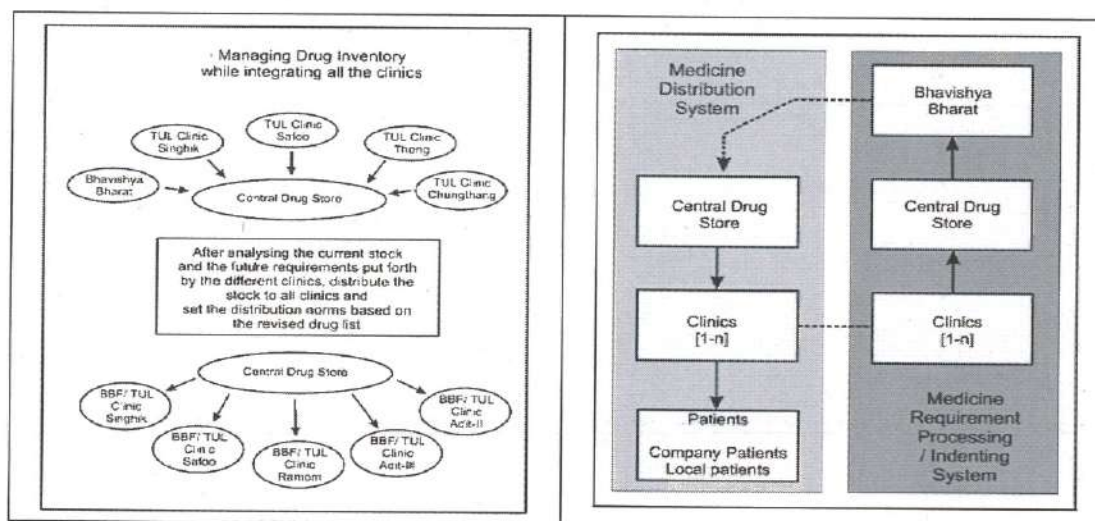 Managing Drug Inventory
while integrating all the clinics
TUL Clinic
Singhik
TUL Clinic
Safoo
TUL Clinic
Thong
Bhavishya
Bharat
Central Drug Store
TUL Clinic
Chungthang
After analysing the current stock
and the future requirements put forth
by the different clinics, distribute the
stock to all clinics and
set the distribution norms based on
the revised drug list
Central Drug Store
BBF/ TUL
Clinic
Singhik
BBF/ TUL
Clinic
Safoo
BBF/ TUL
Clinic
Ramom
BBF/ TUL
Clinic
Adit-III
BBF/ TUL
Clinic
Adit-II
Medicine
Distribution
System
Central Drug
Store
Clinics
[1-n]
Patients
Company Patients
Local patients
Bhavishya
Bharat
Central Drug
Store
Clinics
[1-n]
Medicine
Requirement
Processing
/ Indenting
System